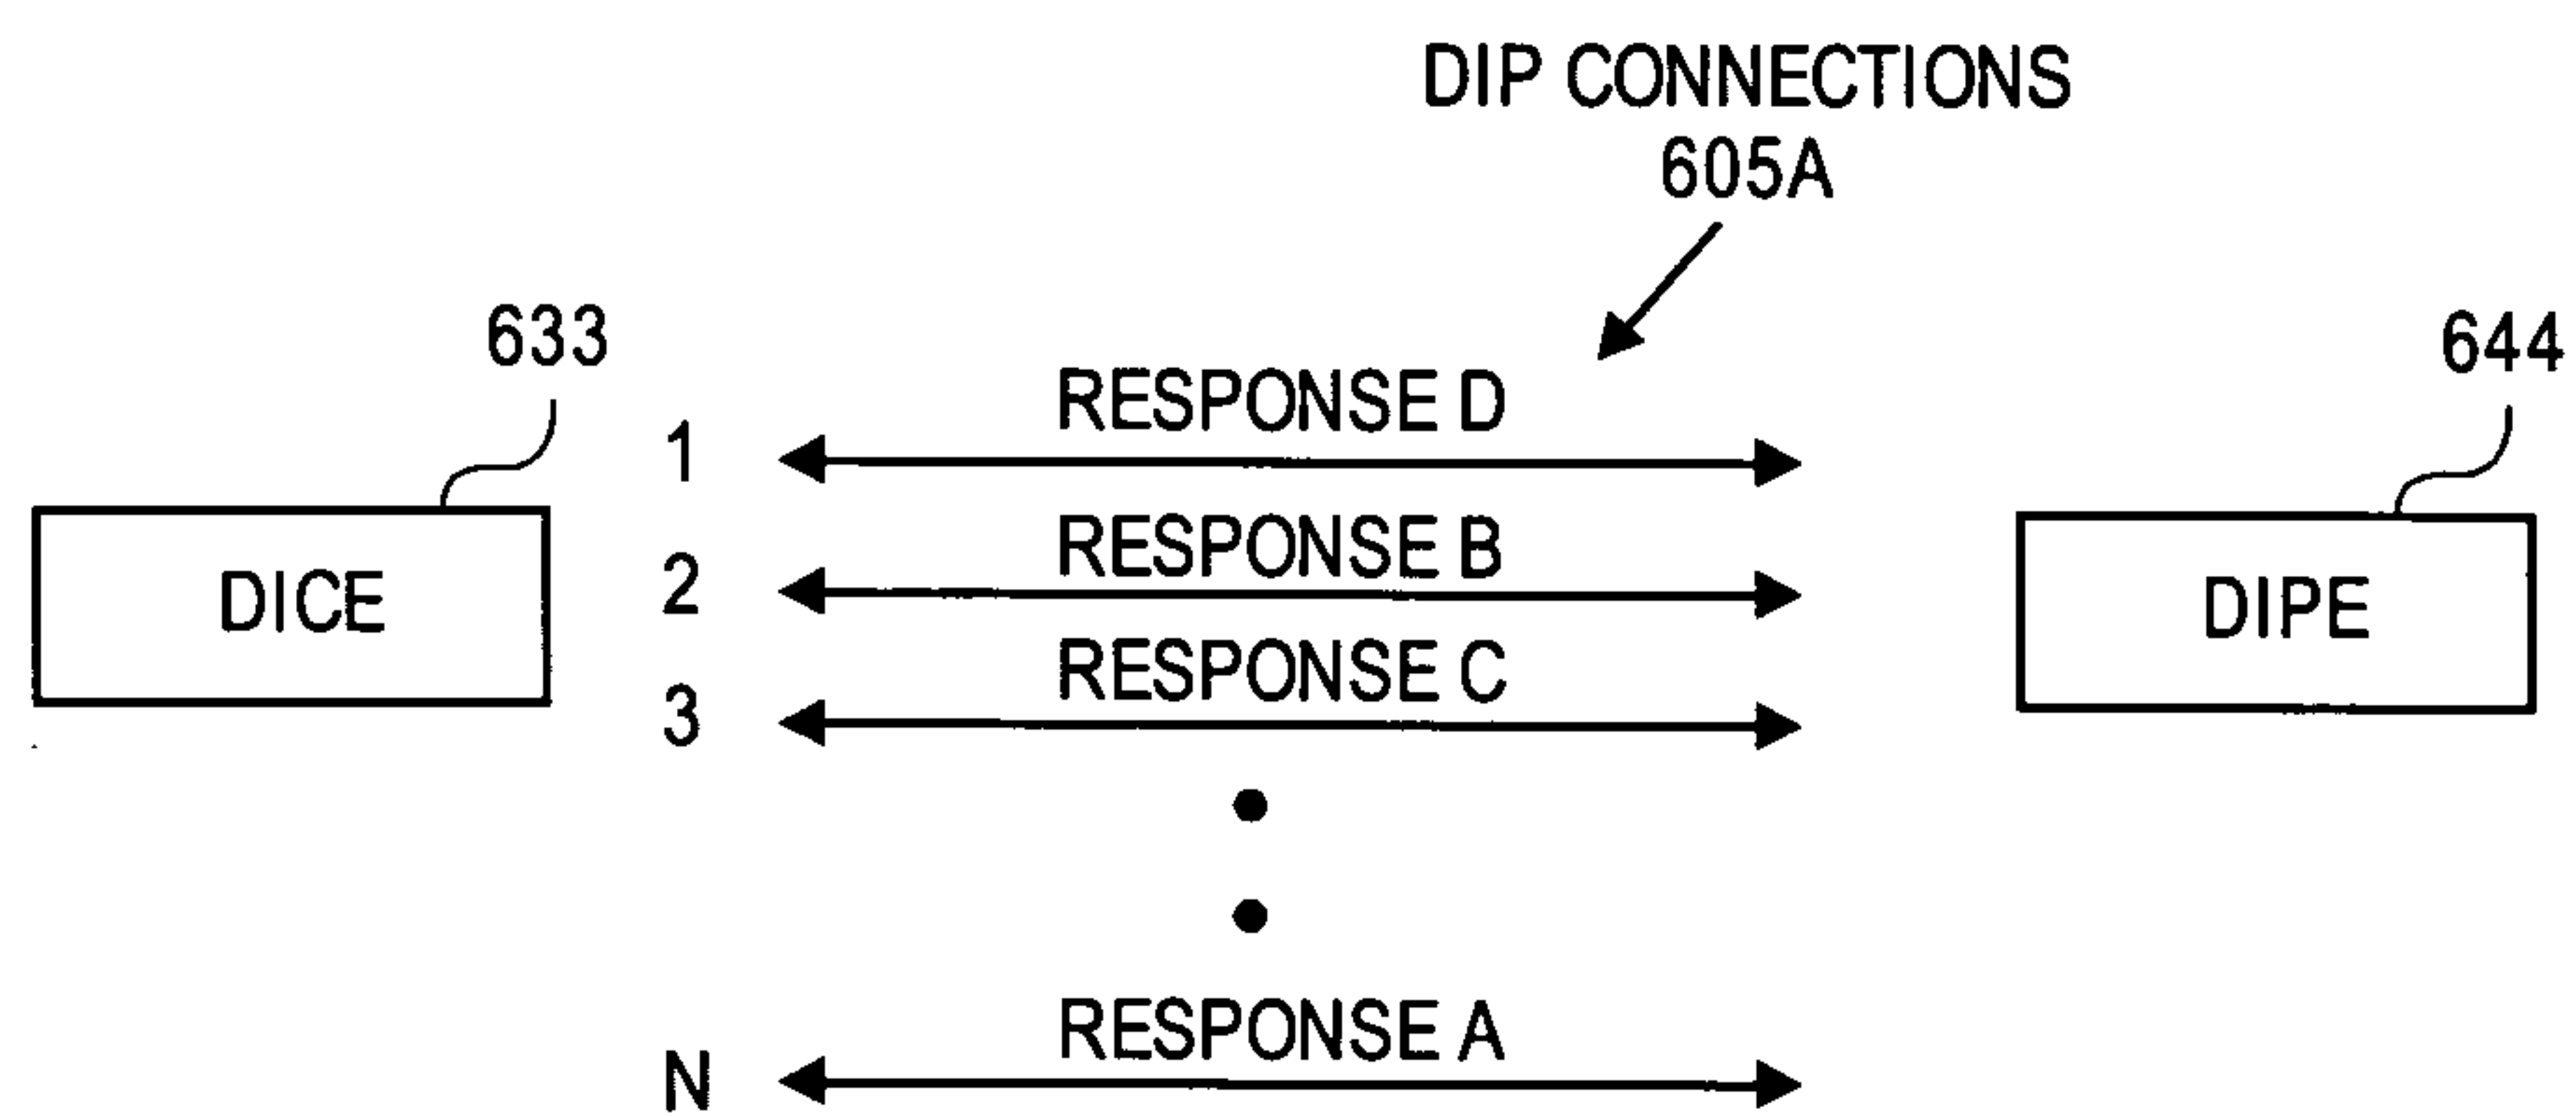 DIP CONNECTIONS
605A
633
644
RESPONSE D
1
RESPONSE B
2
DICE
DIPE
RESPONSE C
3
RESPONSE A
N